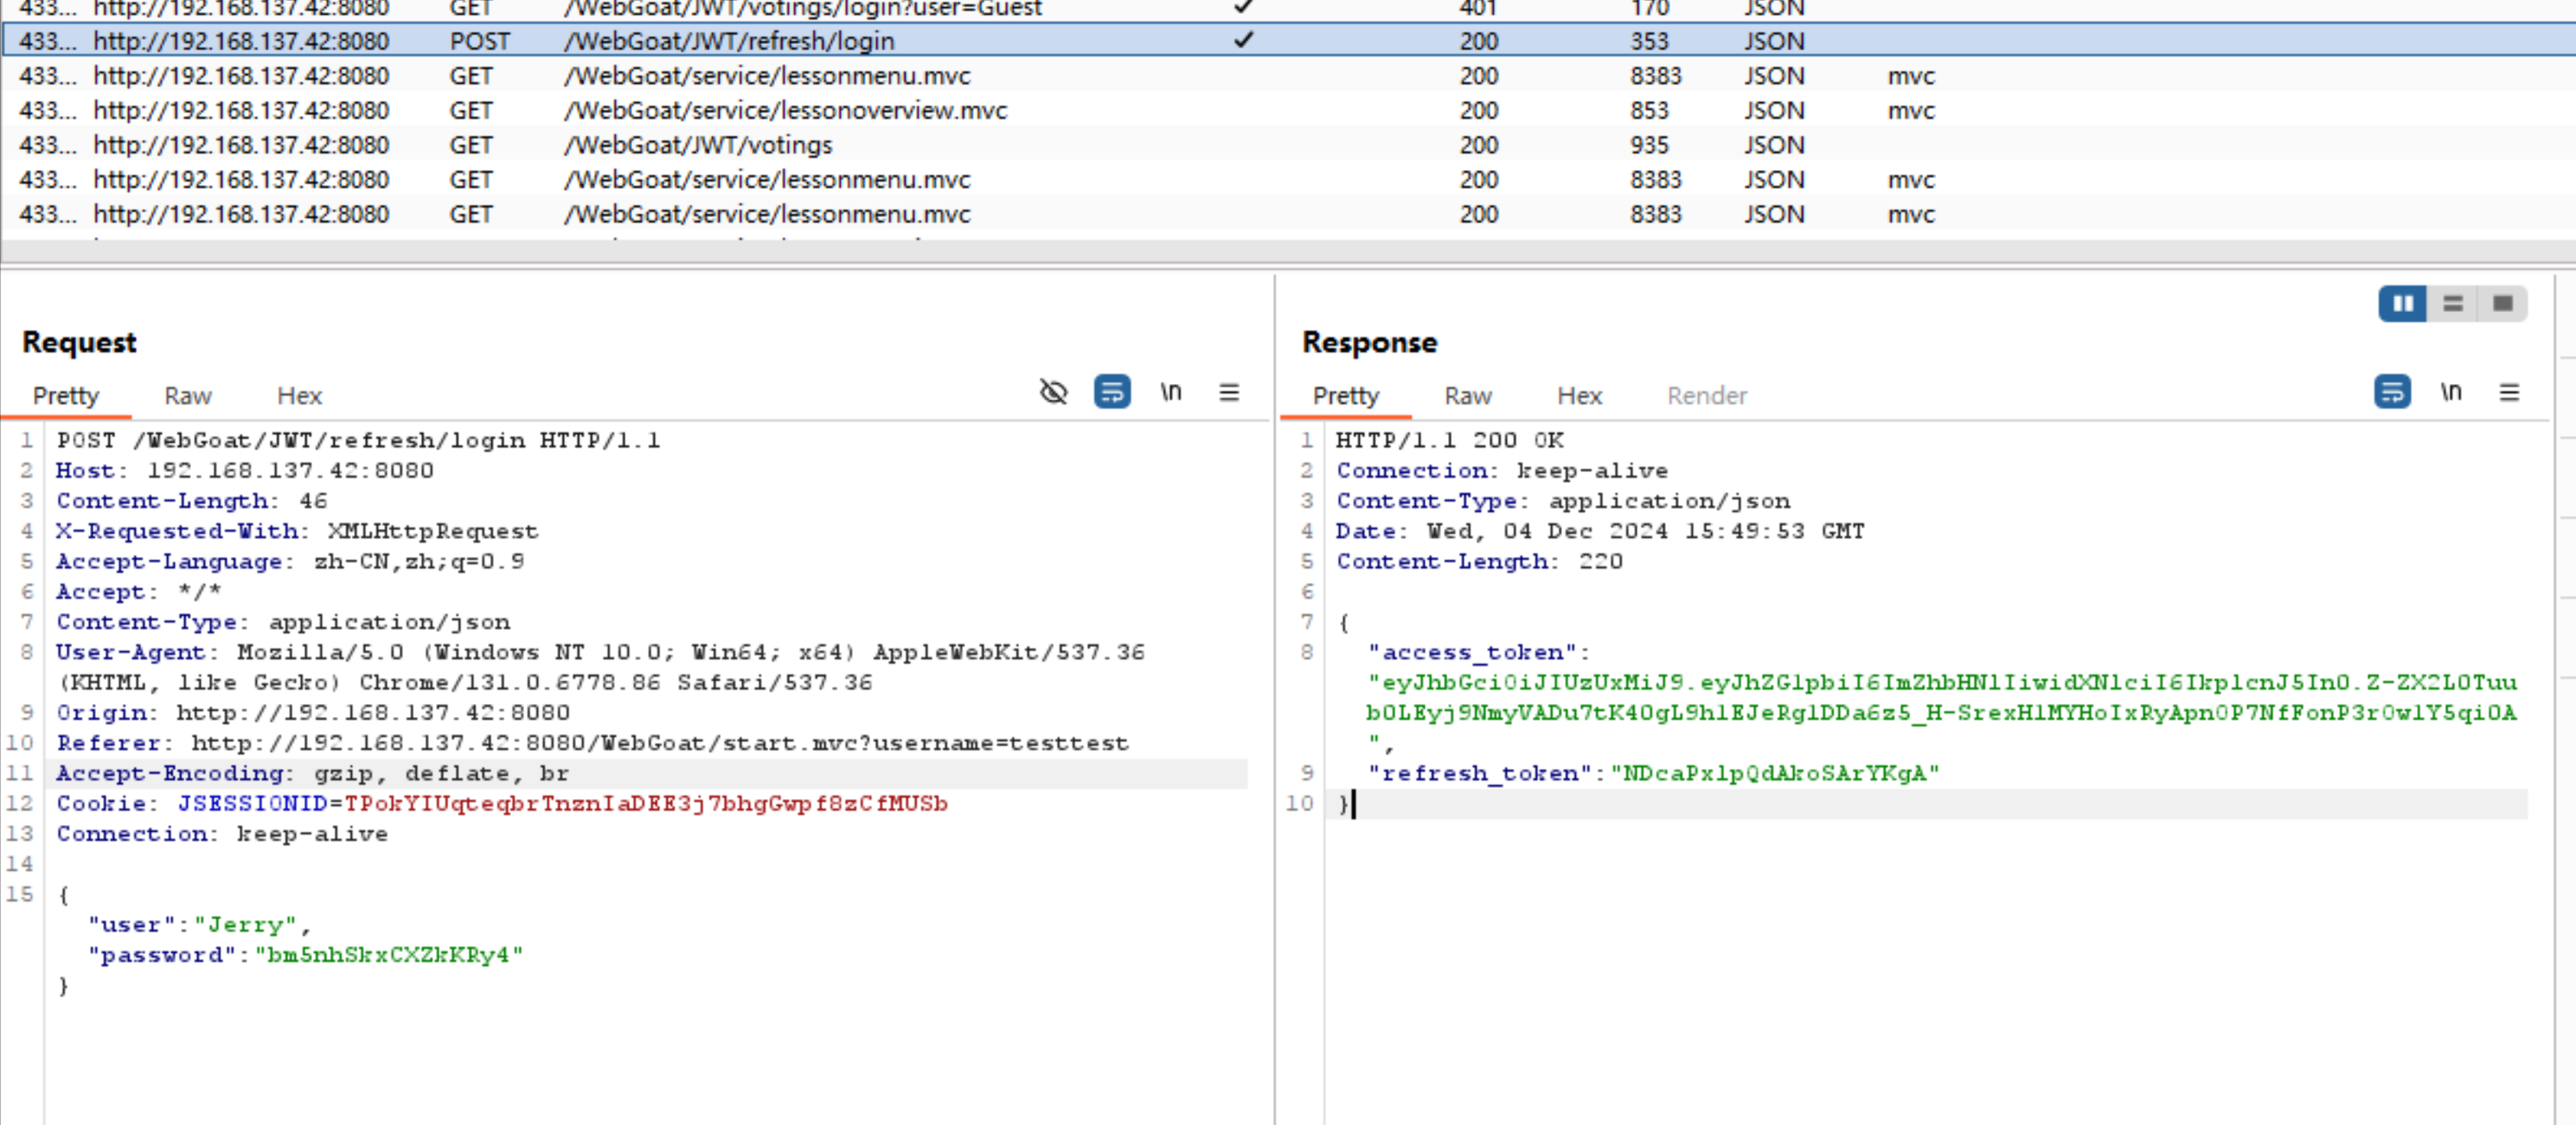 433... http://192.168.137.42:8080 GET /WebGoat/JWT/votings/login?user=Guest ✓ 401 170 JSON
433... http://192.168.137.42:8080 POST /WebGoat/JWT/refresh/login ✓ 200 353 JSON
433... http://192.168.137.42:8080 GET /WebGoat/service/lessonmenu.mvc 200 8383 JSON mvc
433... http://192.168.137.42:8080 GET /WebGoat/service/lessonoverview.mvc 200 853 JSON mvc
433... http://192.168.137.42:8080 GET /WebGoat/JWT/votings 200 935 JSON
433... http://192.168.137.42:8080 GET /WebGoat/service/lessonmenu.mvc 200 8383 JSON mvc
433... http://192.168.137.42:8080 GET /WebGoat/service/lessonmenu.mvc 200 8383 JSON mvc
Request
Pretty Raw Hex \n
1 POST /WebGoat/JWT/refresh/login HTTP/1.1
2 Host: 192.168.137.42:8080
3 Content-Length: 46
4 X-Requested-With: XMLHttpRequest
5 Accept-Language: zh-CN,zh;q=0.9
6 Accept: */*
7 Content-Type: application/json
8 User-Agent: Mozilla/5.0 (Windows NT 10.0; Win64; x64) AppleWebKit/537.36
(KHTML, like Gecko) Chrome/131.0.6778.86 Safari/537.36
9 Origin: http://192.168.137.42:8080
10 Referer: http://192.168.137.42:8080/WebGoat/start.mvc?username=testtest
11 Accept-Encoding: gzip, deflate, br
12 Cookie: JSESSIONID=TPokYIUqteqbrTnznIaDEE3j7bhgGwpf8zCfMUSb
13 Connection: keep-alive
14
15 {
"user":"Jerry",
"password":"bm5nhSkxCXZkKRy4"
}
Response
Pretty Raw Hex Render \n
1 HTTP/1.1 200 OK
2 Connection: keep-alive
3 Content-Type: application/json
4 Date: Wed, 04 Dec 2024 15:49:53 GMT
5 Content-Length: 220
6
7 {
8 "access_token":
"eyJhbGciOiJIUzUxMiJ9.eyJhZG1pbiI6ImZhbHNlIiwidXNlciI6IkplcnJ5In0.Z-ZX2L0Tuu
b0LEyj9NmyVADu7tK40gL9h1EJeRg1DDa6z5_H-SrexH1MYHoIxRyApn0P7NfFonP3r0w1Y5qi0A
",
9 "refresh_token":"NDcaPxlpQdAkoSArYKgA"
10 }